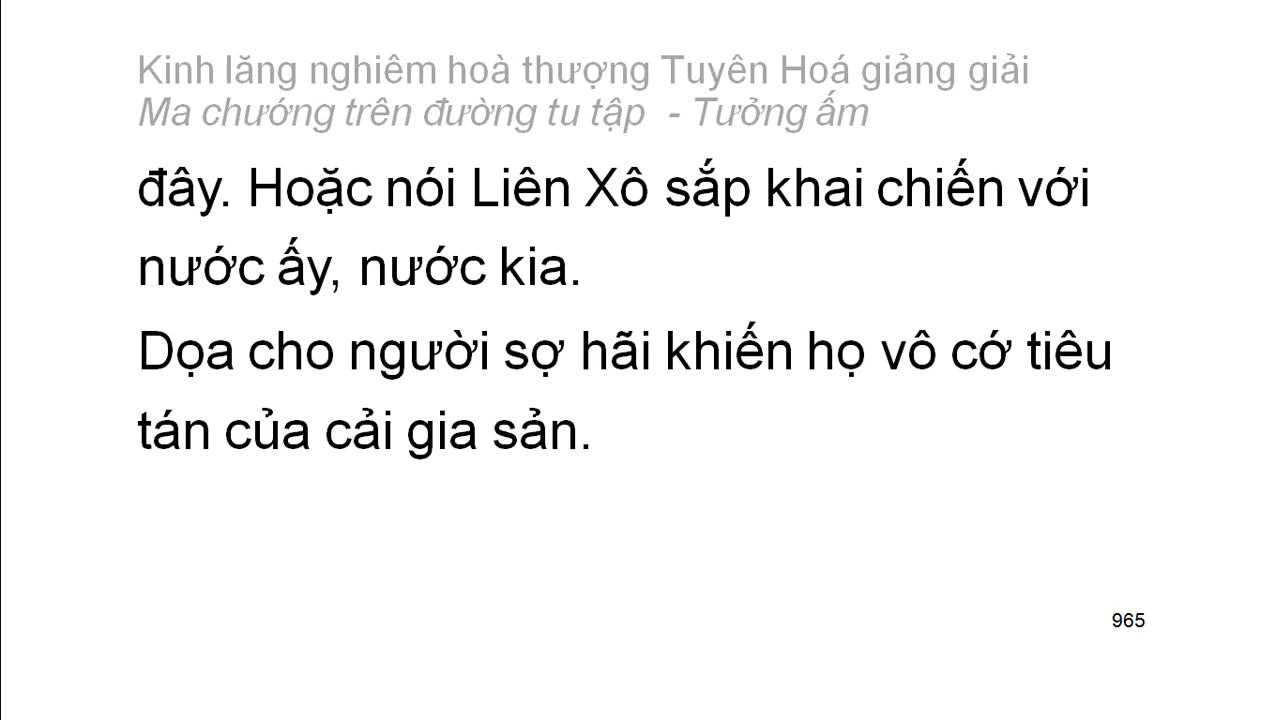 Kinh lăng nghiêm hoà thượng Tuyên Hoá giảng giải
Ma chướng trên đường tu tập - Tưởng ấm
đây. Hoặc nói Liên Xô sắp khai chiến với
nước ấy, nước kia.
Dọa cho người sợ hãi khiến họ vô cớ tiêu
tán của cải gia sản.
965